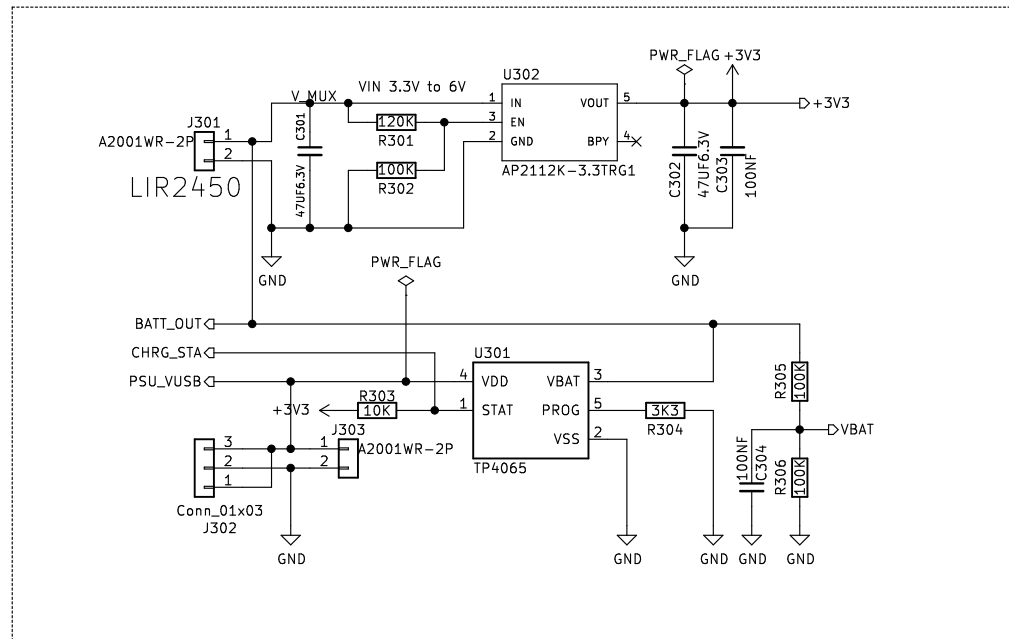 PWR_FLAG +3V3
U302
VIN 3.3V to 6V
V_MUX
1 IN VOUT 5
+3V3
J301
C301
120K
3 EN
A2001WR-2P 1
R301
2 GND BPY 4
2
100K
AP2112K-3.3TRG1
LIR2450
47UF6.3V
R302
C302
47UF6.3V
C303
100NF
GND
GND
PWR_FLAG
BATT_OUT
CHRG_STA
U301
PSU_VUSB
4 VDD VBAT 3
R303
R305
100K
+3V3
10K
1 STAT PROG 5
3K3
J303
R304
VBAT
3
1
A2001WR-2P
VSS 2
2
2
TP4065
100NF
C304
R306
100K
1
Conn_01x03
J302
GND
GND
GND
GND
GND